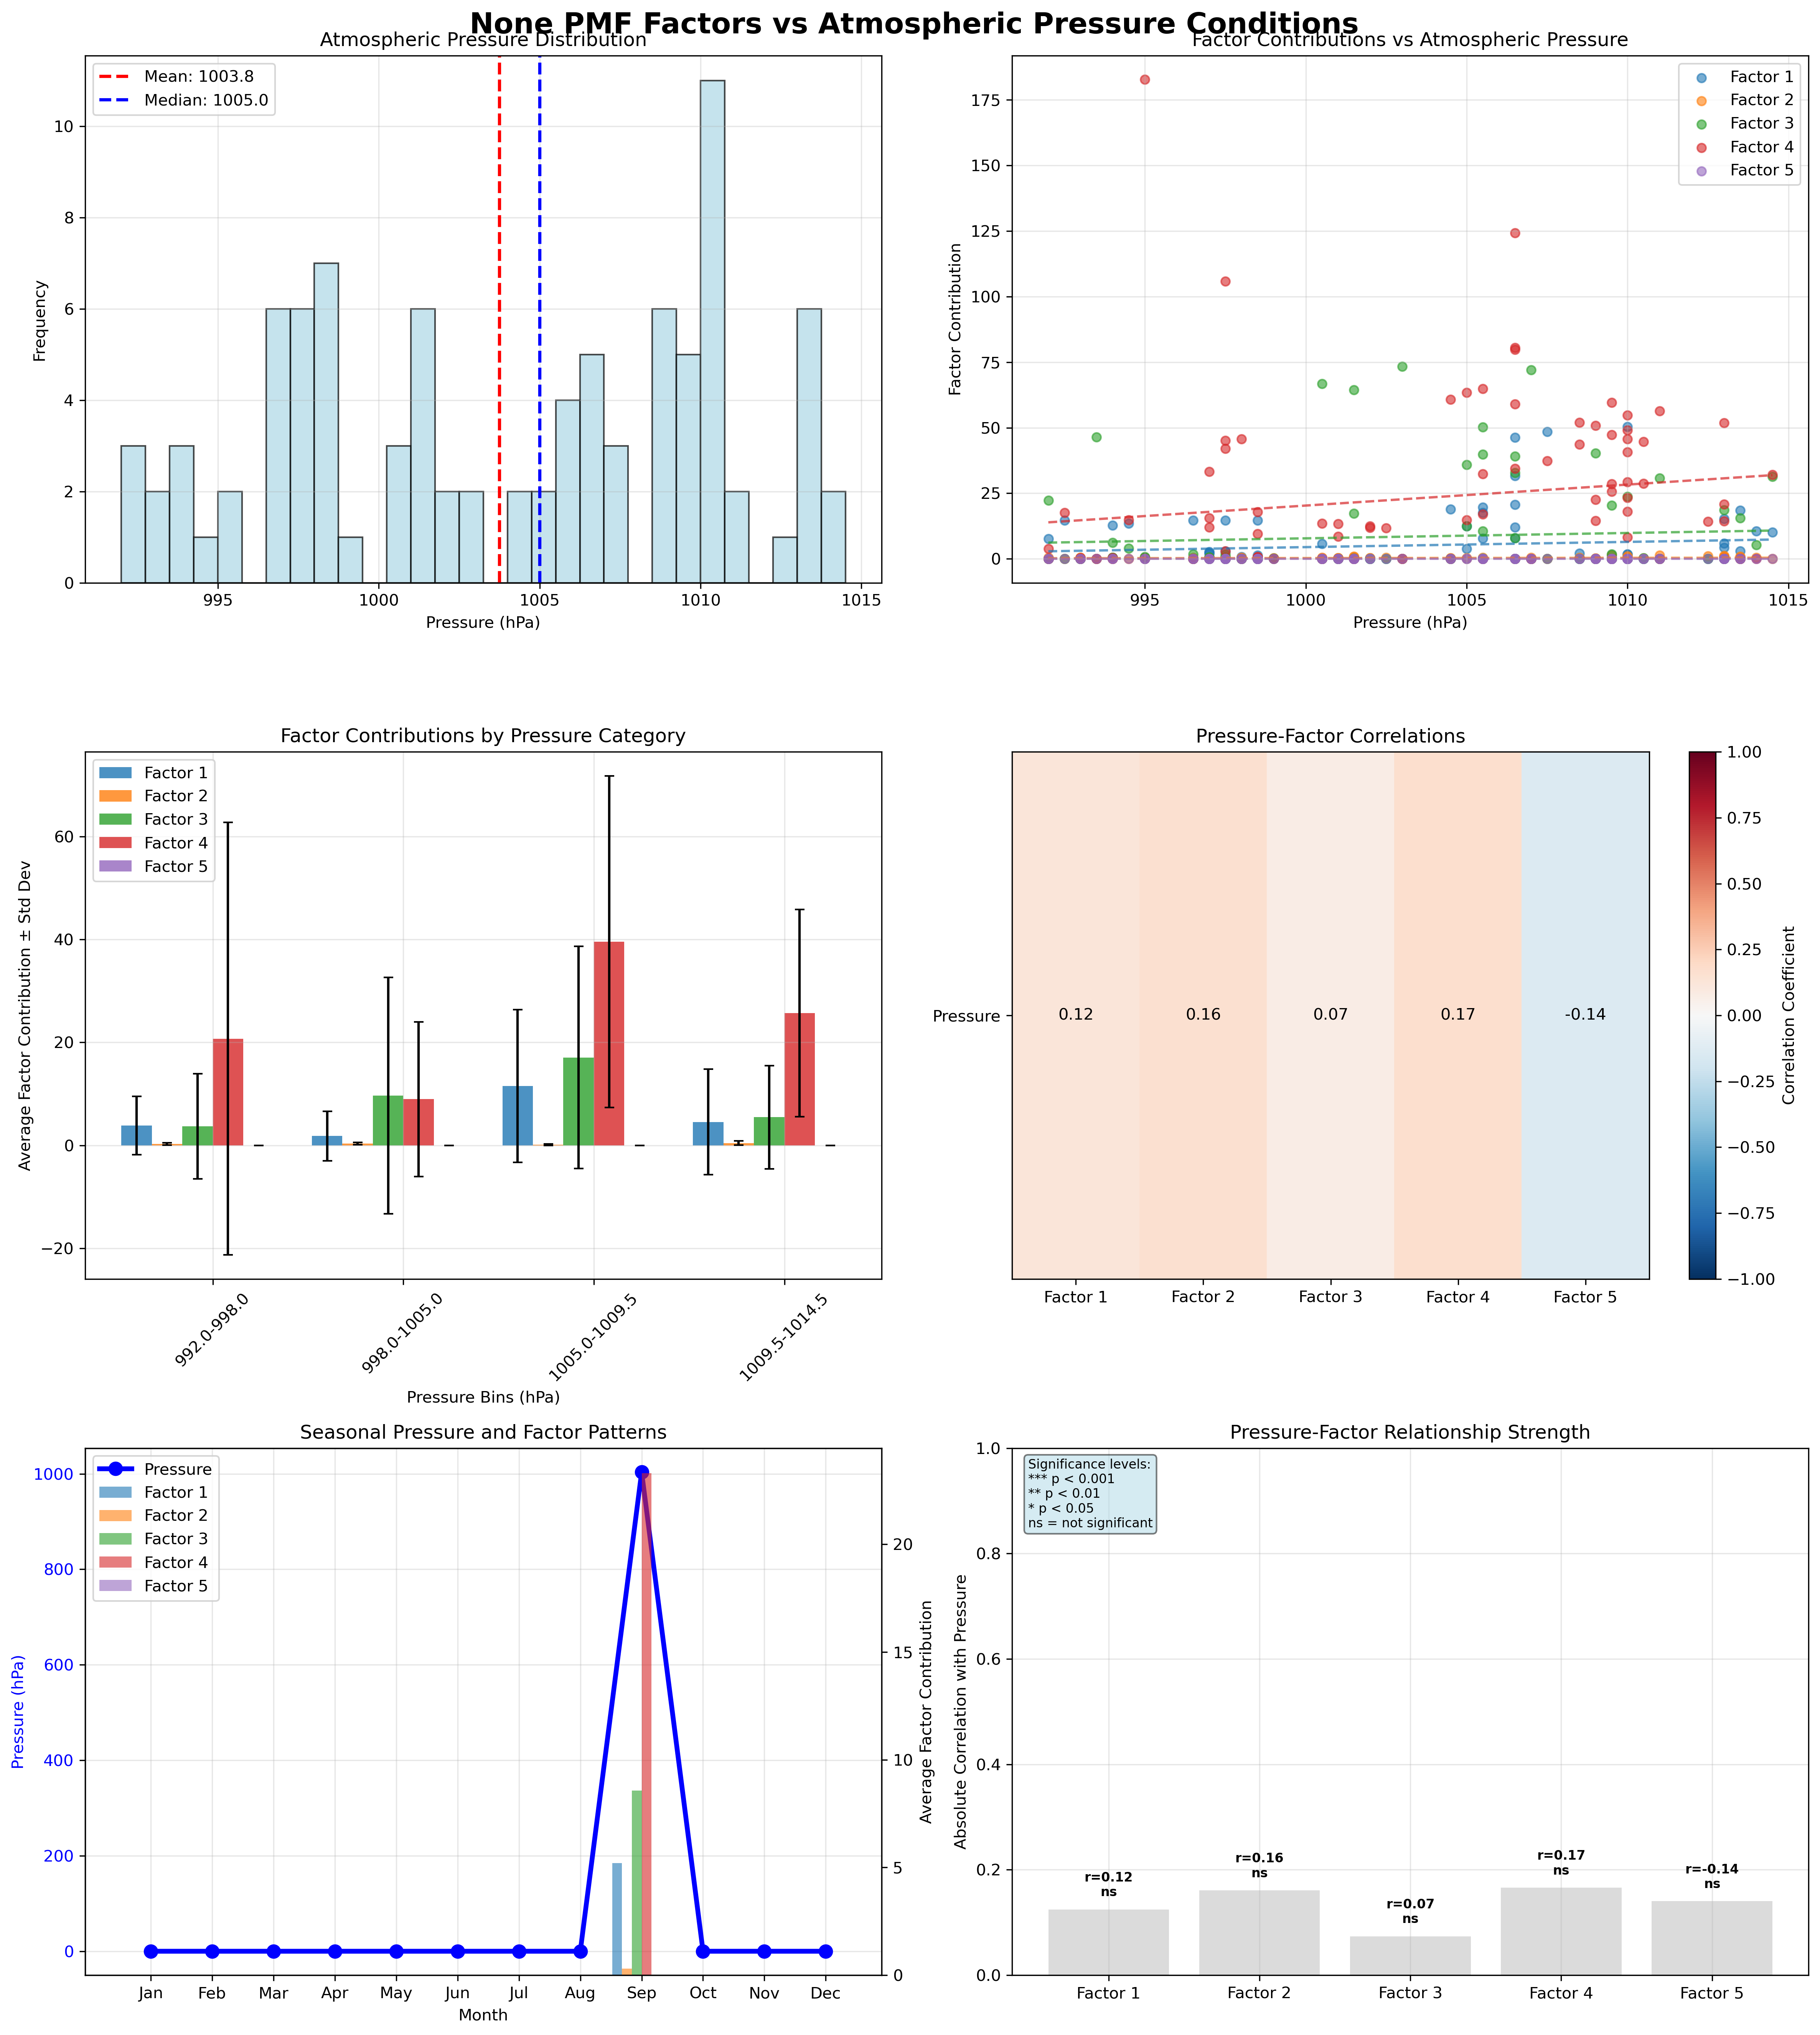 None PMF Factors vs Atmospheric Pressure Conditions
Atmospheric Pressure Distribution
Mean: 1003.8
Median: 1005.0
Frequency
10
8
6
4
2
0
995
1000
1005
1010
1015
Pressure (hPa)
Factor Contributions vs Atmospheric Pressure
Factor 1
Factor 2
Factor 3
Factor 4
Factor 5
Factor Contribution
175
150
125
100
75
50
25
0
995
1000
1005
1010
1015
Pressure (hPa)
Factor Contributions by Pressure Category
Factor 1
Factor 2
Factor 3
Factor 4
Factor 5
Average Factor Contribution ± Std Dev
60
40
20
0
−20
992.0-998.0
998.0-1005.0
1005.0-1009.5
1009.5-1014.5
Pressure Bins (hPa)
Pressure-Factor Correlations
Pressure
0.12
0.16
0.07
0.17
-0.14
Factor 1
Factor 2
Factor 3
Factor 4
Factor 5
1.00
0.75
0.50
0.25
0.00
−0.25
−0.50
−0.75
−1.00
Correlation Coefficient
Seasonal Pressure and Factor Patterns
Pressure
Factor 1
Factor 2
Factor 3
Factor 4
Factor 5
Pressure (hPa)
1000
800
600
400
200
0
Jan
Feb
Mar
Apr
May
Jun
Jul
Aug
Sep
Oct
Nov
Dec
Month
20
15
10
5
0
Average Factor Contribution
Pressure-Factor Relationship Strength
Significance levels:
*** p < 0.001
** p < 0.01
* p < 0.05
ns = not significant
Absolute Correlation with Pressure
1.0
0.8
0.6
0.4
0.2
0.0
r=0.12
ns
r=0.16
ns
r=0.07
ns
r=0.17
ns
r=-0.14
ns
Factor 1
Factor 2
Factor 3
Factor 4
Factor 5